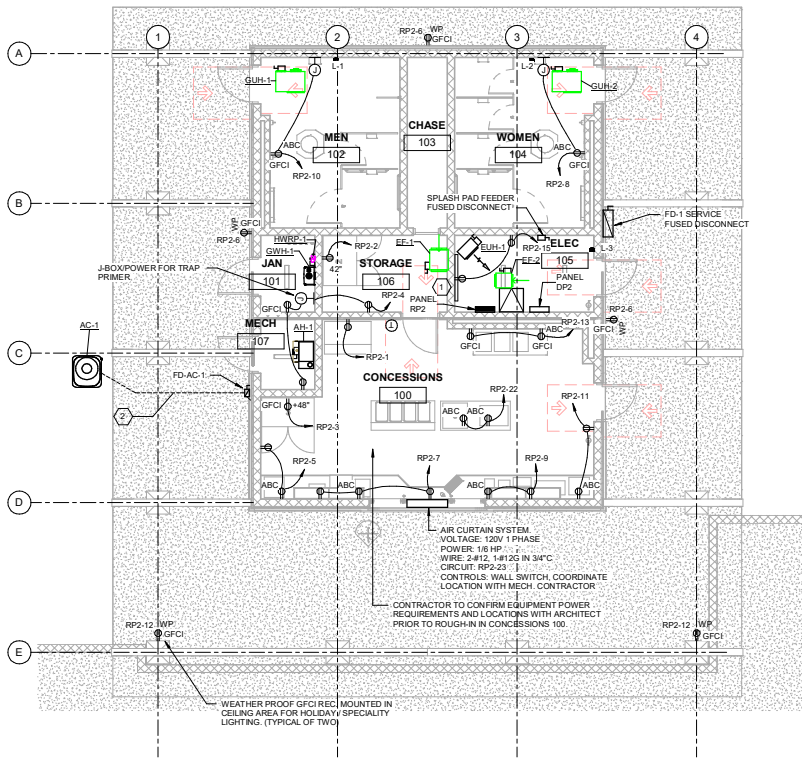 1
2
3
4
A
B
C
D
E
RP2-6
WP
GFCI
L-1
L-2
GUH-1
GUH-2
MEN
102
CHASE
103
WOMEN
104
ABC
GFCI
RP2-10
ABC
GFCI
RP2-8
J
J
SPLASH PAD FEEDER
FUSED DISCONNECT
FD-1 SERVICE
FUSED DISCONNECT
WP
GFCI
RP2-6
HWRP-1
GWH-1
RP2-2
42"
EF-1
EUH-1
RP2-15
EF-2
ELEC
105
L-3
JAN
101
STORAGE
106
J-BOX/POWER FOR TRAP
PRIMER
J
GFCI
RP2-4
1
PANEL
RP2
PANEL
DP2
RP2-6
GFCI
WP
MECH
107
AH-1
AC-1
T
RP2-1
RP2-13
ABC
GFCI
GFCI
FD-AC-1
2
CONCESSIONS
100
GFCI
+48"
RP2-3
RP2-22
ABC
ABC
RP2-11
RP2-5
RP2-7
RP2-9
ABC
ABC
ABC
ABC
AIR CURTAIN SYSTEM.
VOLTAGE: 120V 1 PHASE
POWER: 1/6 HP
WIRE: 2-#12, 1-#12G IN 3/4"C
CIRCUIT: RP2-23
CONTROLS: WALL SWITCH, COORDINATE
LOCATION WITH MECH. CONTRACTOR
CONTRACTOR TO CONFIRM EQUIPMENT POWER
REQUIREMENTS AND LOCATIONS WITH ARCHITECT
PRIOR TO ROUGH-IN IN CONCESSIONS 100.
RP2-12
WP
GFCI
RP2-12
WP
GFCI
WEATHER PROOF GFCI REC. MOUNTED IN
CEILING AREA FOR HOLIDAY/ SPECIALITY
LIGHTING. (TYPICAL OF TWO)